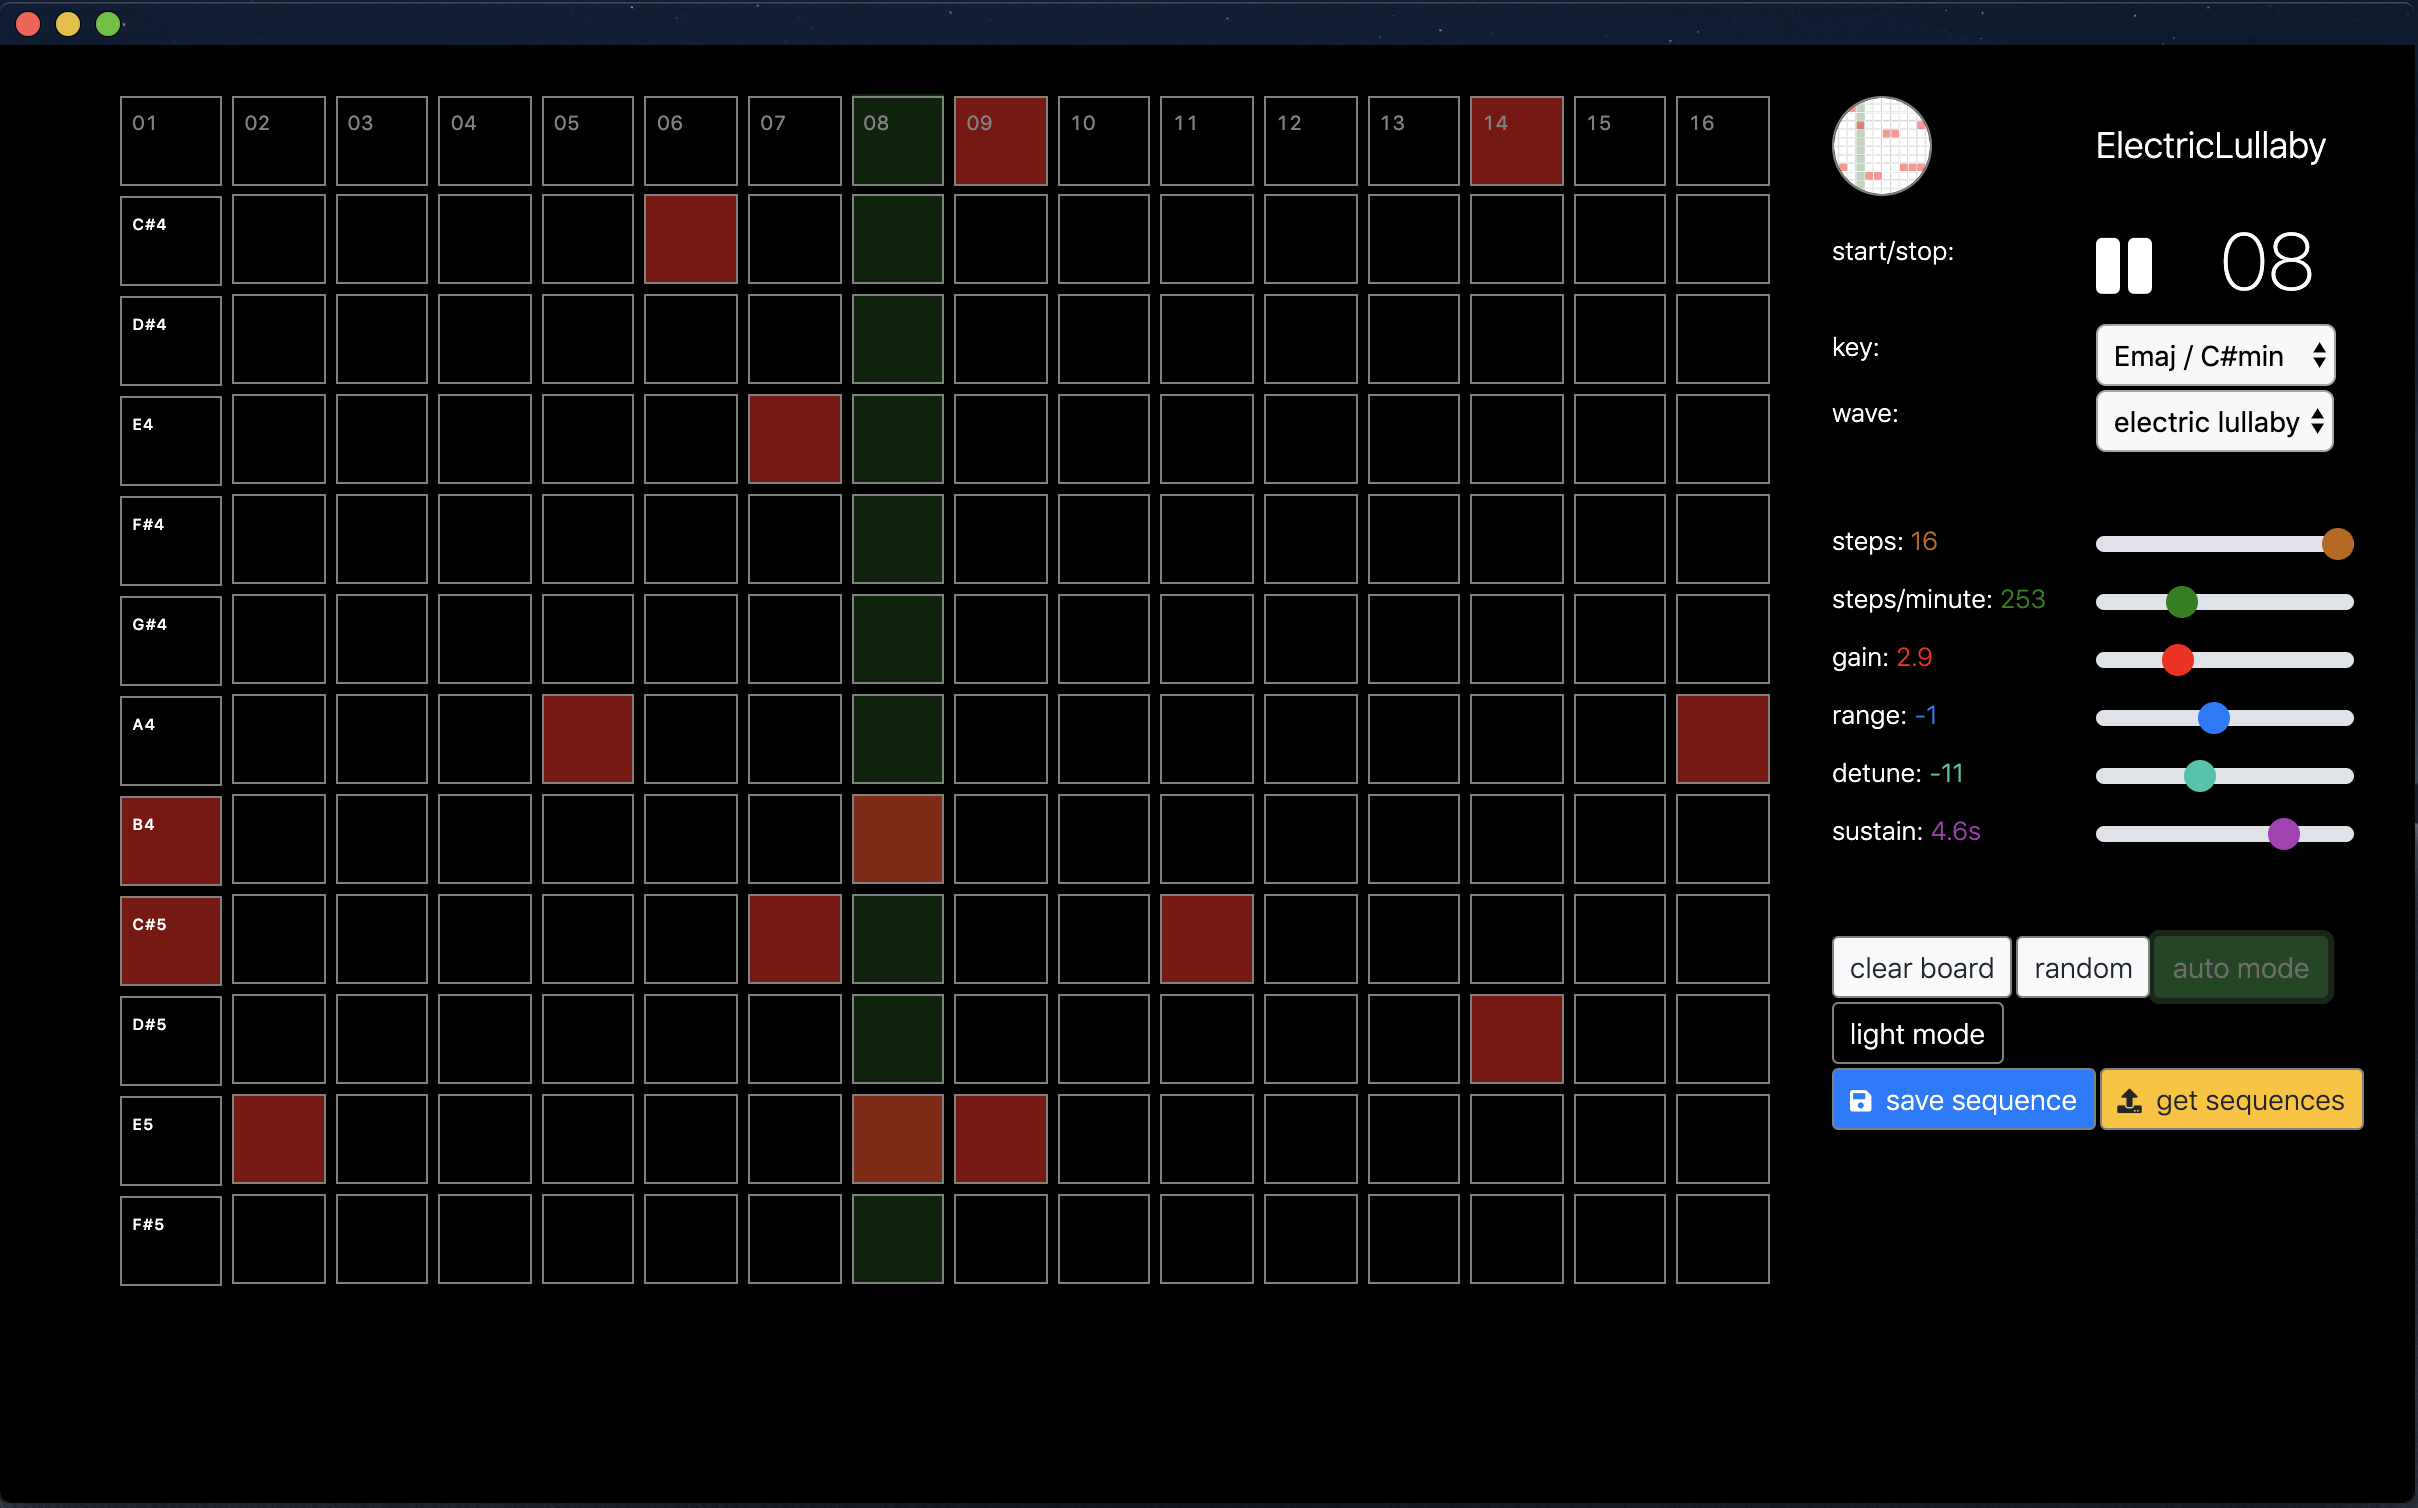 01 02 03 04 05 06 07 08 09 10 11 12 13 14 15 16
C#4
D#4
E4
F#4
G#4
A4
B4
C#5
D#5
E5
F#5
ElectricLullaby
start/stop: 08
key: Emaj / C#min
wave: electric lullaby
steps: 16
steps/minute: 253
gain: 2.9
range: -1
detune: -11
sustain: 4.6s
clear board random auto mode
light mode
save sequence get sequences